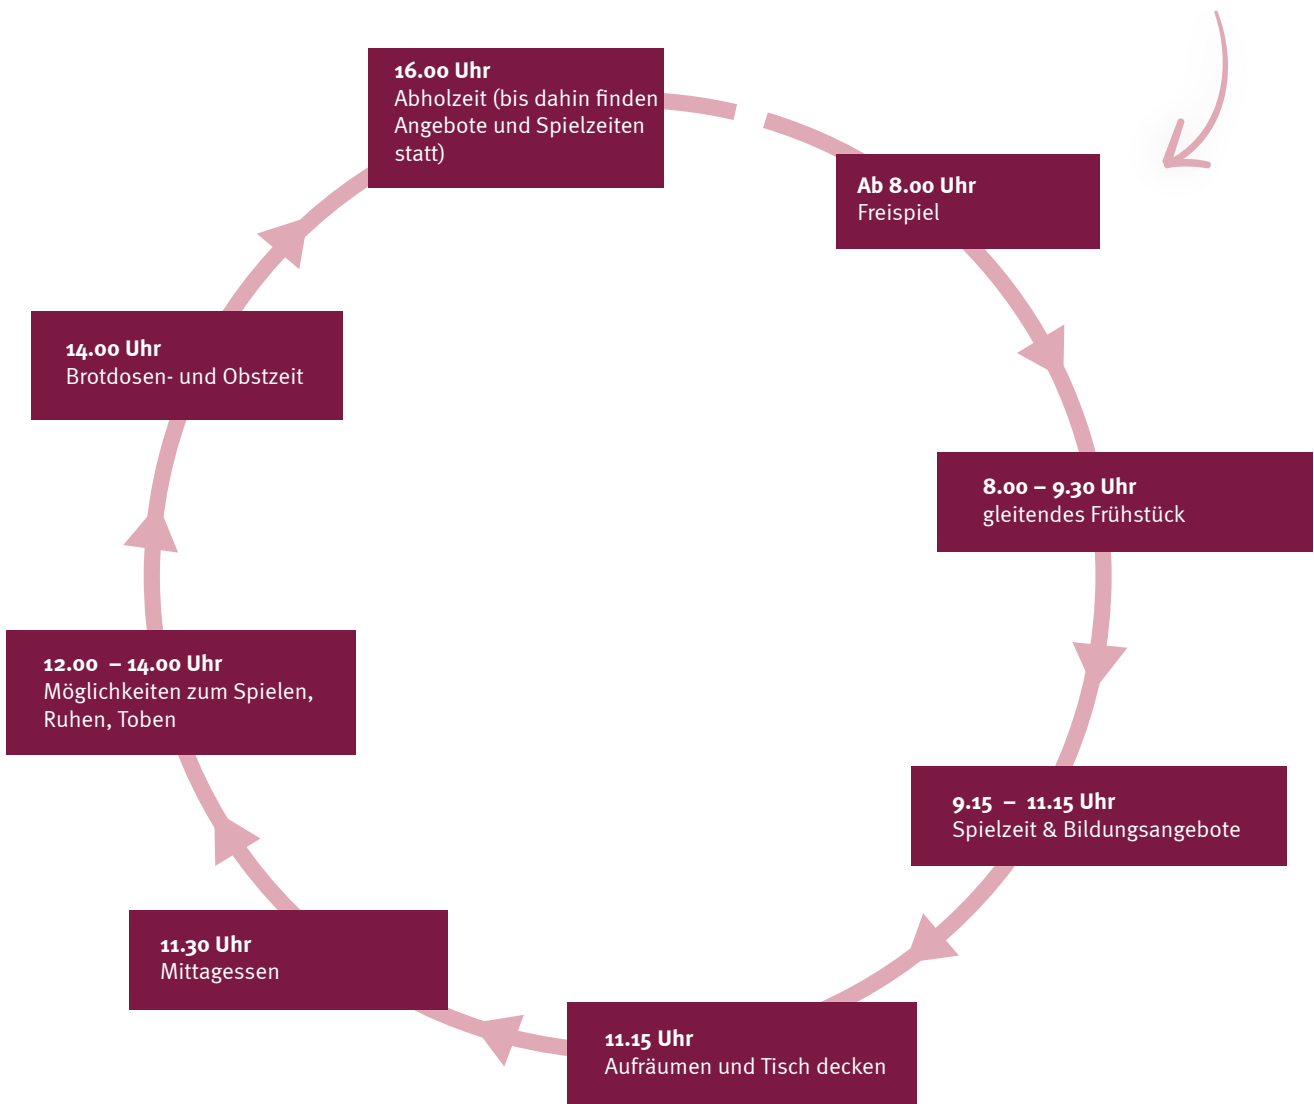 Ab 8.00 Uhr
Freispiel
8.00 – 9.30 Uhr
gleitendes Frühstück
9.15 – 11.15 Uhr
Spielzeit & Bildungsangebote
11.15 Uhr
Aufräumen und Tisch decken
11.30 Uhr
Mittagessen
12.00 – 14.00 Uhr
Möglichkeiten zum Spielen,
Ruhen, Toben
14.00 Uhr
Brotdosen- und Obstzeit
16.00 Uhr
Abholzeit (bis dahin finden
Angebote und Spielzeiten
statt)